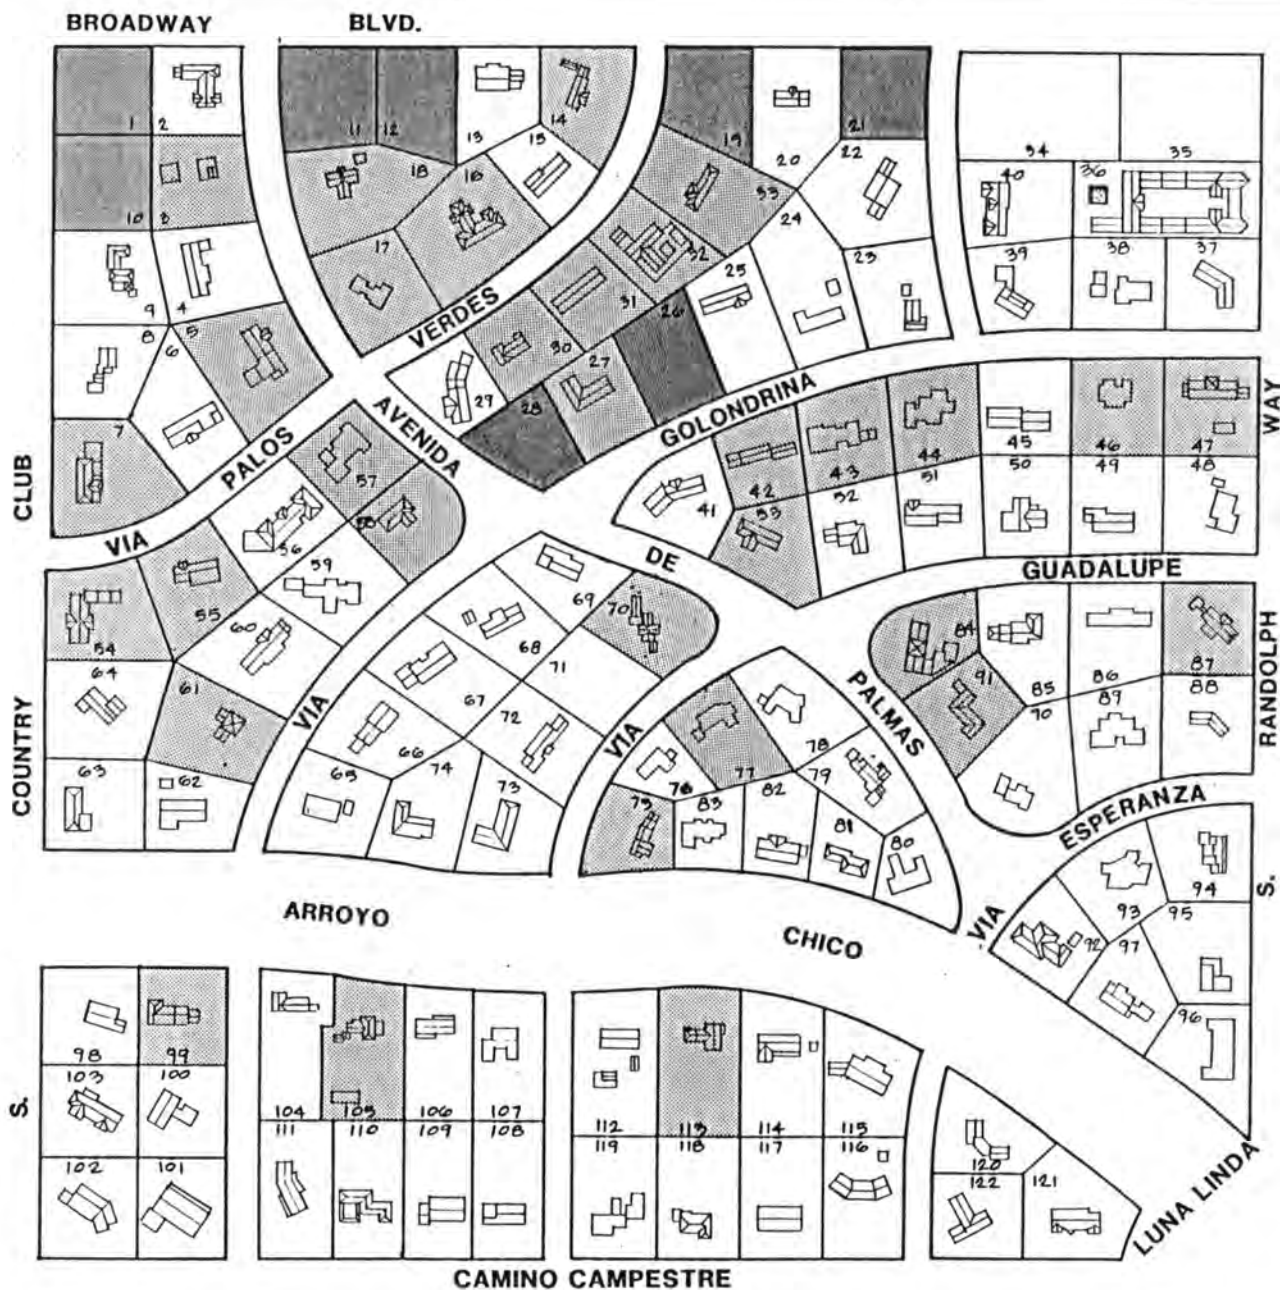 BROADWAY BLVD.
1 2 11 12 13 14 19 20 21 34 35
10 3 18 16 15 33 22 40 36
9 4 17 32 24 23 39 38 37
8 5 31 26 25
6 30 27
7 29 28
VERDES
AVENIDA
GOLONDRINA
WAY
PALOS
VIA
CLUB
57 58 56 59 55 54 60
41 42 43 44 45 46 47
53 52 51 50 49 48
DE
GUADALUPE
69 70 68 71 67 72
64 61 63 62
VIA
COUNTRY
66 65 74 73
VIA
PALMAS
84 85 86 87
91 70 89 88
RANDOLPH
78 77 79 76
75 83 82 81 80
ESPERANZA
VIA
94 93 95 92 97 96
S.
ARROYO
CHICO
S.
98 99 104 105 106 107 112 113 114 115
103 100 111 110 109 108 119 118 117 116
102 101 120 122 121
LUNA LINDA
CAMINO CAMPESTRE